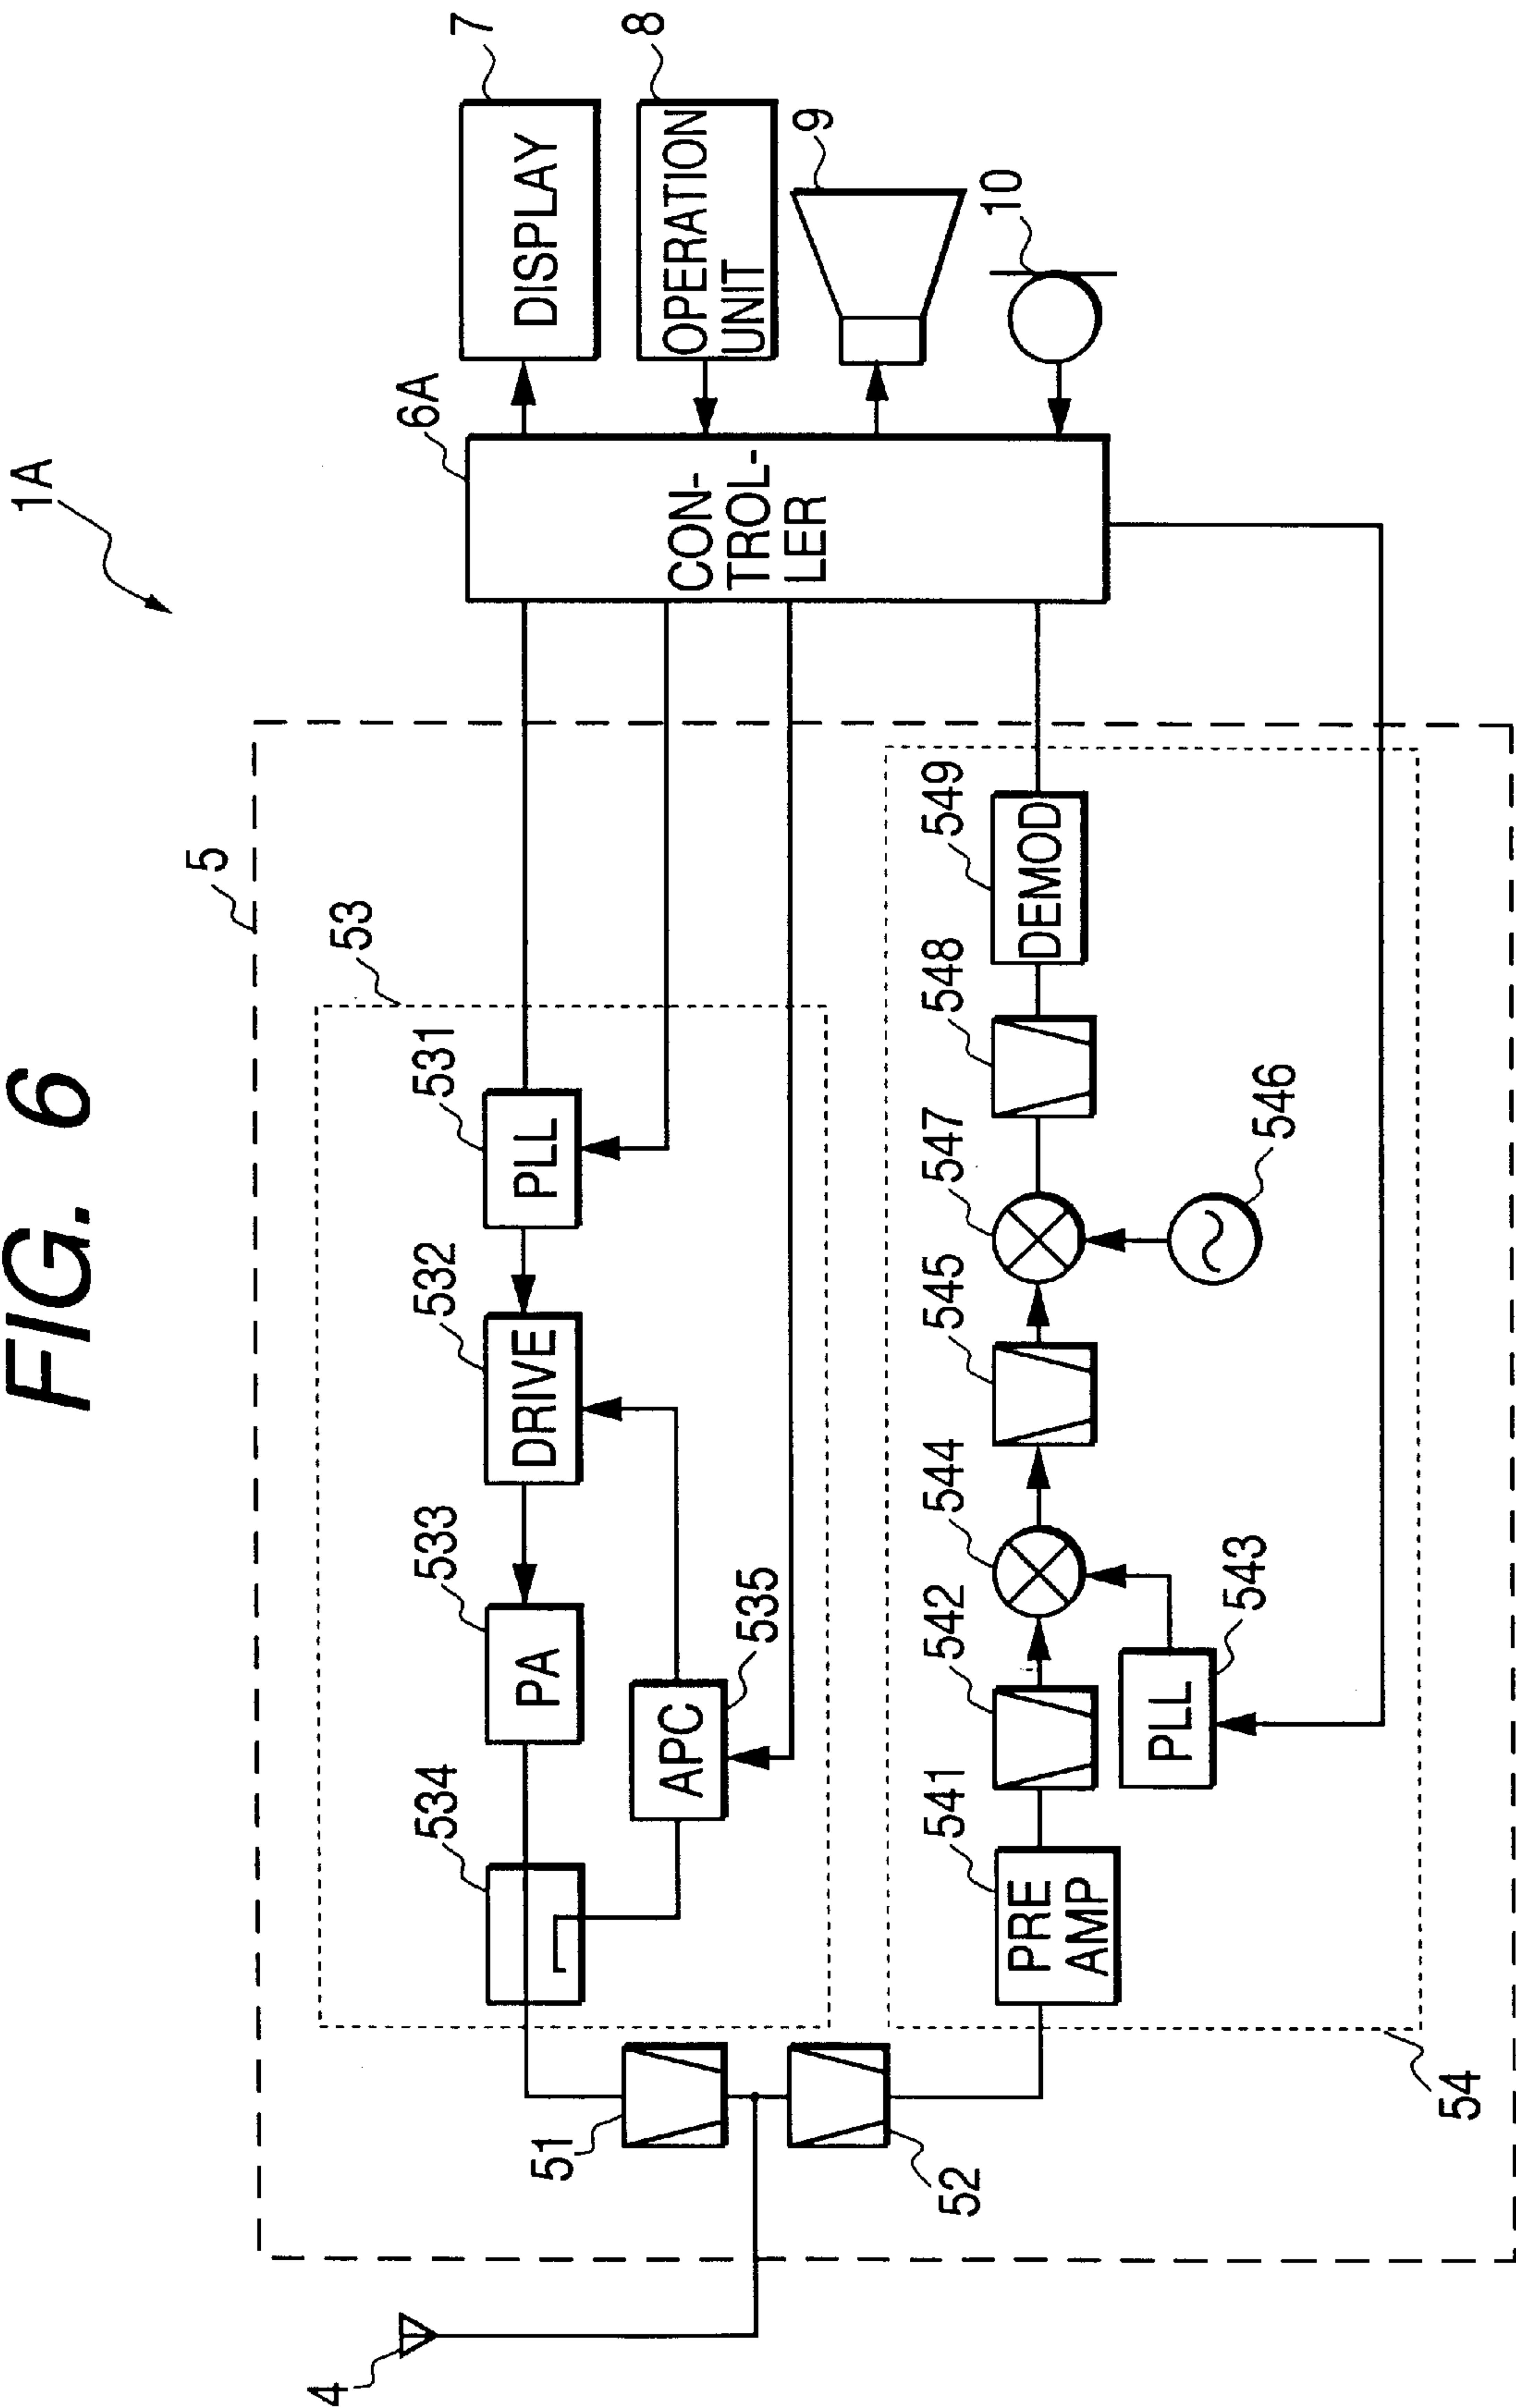 FIG. 6
1A
5
53
534
533
532
531
PA
DRIVE
PLL
APC
535
6A
CON-
TROL-
LER
7
DISPLAY
8
OPERATION
UNIT
9
10
4
51
52
541
542
544
545
547
548
549
PRE
AMP
DEMOD
PLL
543
546
54